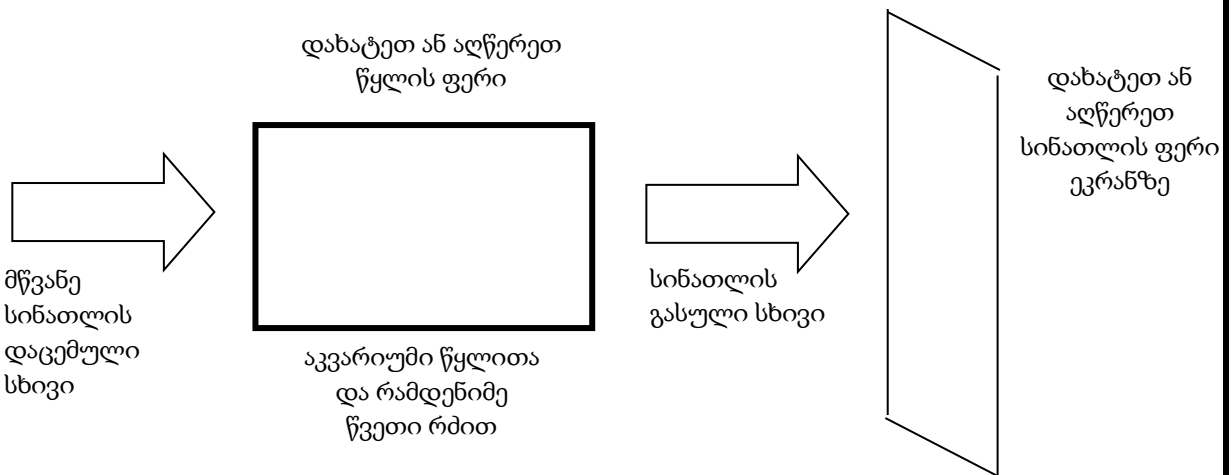 დახატეთ ან აღწერეთ
წყლის ფერი
დახატეთ ან
აღწერეთ
სინათლის ფერი
ეკრანზე
მწვანე
სინათლის
დაცემული
სხივი
სინათლის
გასული სხივი
აკვარიუმი წყლითა
და რამდენიმე
წვეთი რძით